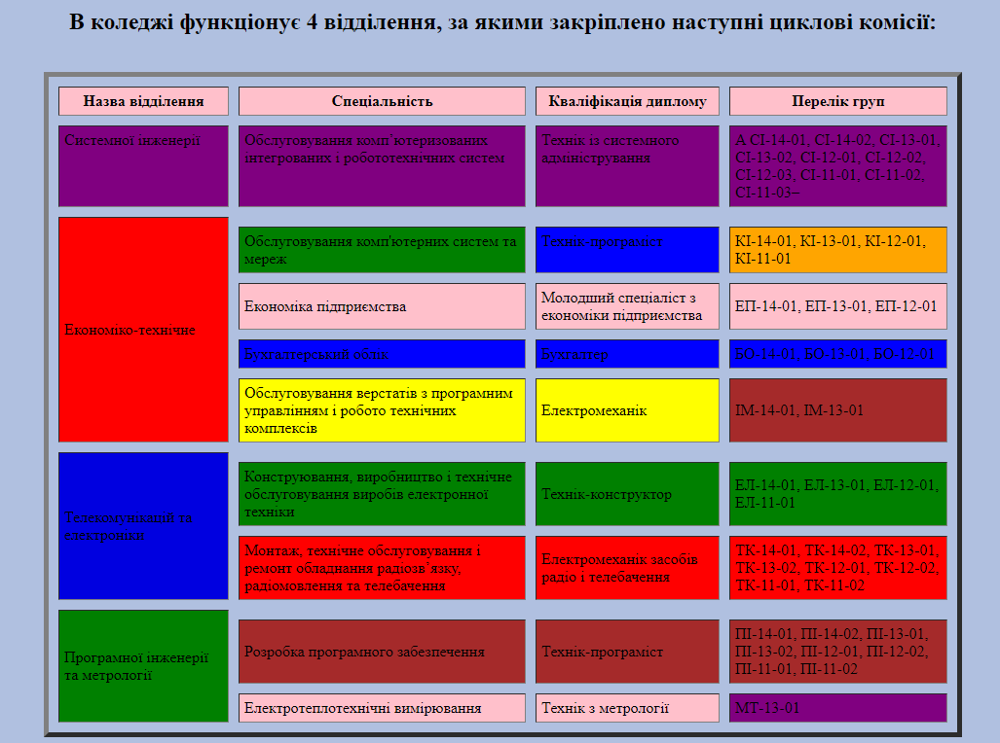 В коледжі функціонує 4 відділення, за якими закріплено наступні циклові комісії:
Назва відділення
Спеціальність
Кваліфікація диплому
Перелік груп
Системної інженерії
Обслуговування комп’ютеризованих
інтегрованих і робототехнічних систем
Технік із системного
адміністрування
А СІ-14-01, СІ-14-02, СІ-13-01,
СІ-13-02, СІ-12-01, СІ-12-02,
СІ-12-03, СІ-11-01, СІ-11-02,
СІ-11-03–
Економіко-технічне
Обслуговування комп'ютерних систем та
мереж
Технік-програміст
КІ-14-01, КІ-13-01, КІ-12-01,
КІ-11-01
Економіка підприємства
Молодший спеціаліст з
економіки підприємства
ЕП-14-01, ЕП-13-01, ЕП-12-01
Бухгалтерський облік
Бухгалтер
БО-14-01, БО-13-01, БО-12-01
Обслуговування верстатів з програмним
управлінням і робото технічних
комплексів
Електромеханік
ІМ-14-01, ІМ-13-01
Телекомунікацій та
електроніки
Конструювання, виробництво і технічне
обслуговування виробів електронної
техніки
Технік-конструктор
ЕЛ-14-01, ЕЛ-13-01, ЕЛ-12-01,
ЕЛ-11-01
Монтаж, технічне обслуговування і
ремонт обладнання радіозв’язку,
радіомовлення та телебачення
Електромеханік засобів
радіо і телебачення
ТК-14-01, ТК-14-02, ТК-13-01,
ТК-13-02, ТК-12-01, ТК-12-02,
ТК-11-01, ТК-11-02
Програмної інженерії
та метрології
Розробка програмного забезпечення
Технік-програміст
ПІ-14-01, ПІ-14-02, ПІ-13-01,
ПІ-13-02, ПІ-12-01, ПІ-12-02,
ПІ-11-01, ПІ-11-02
Електротеплотехнічні вимірювання
Технік з метрології
МТ-13-01